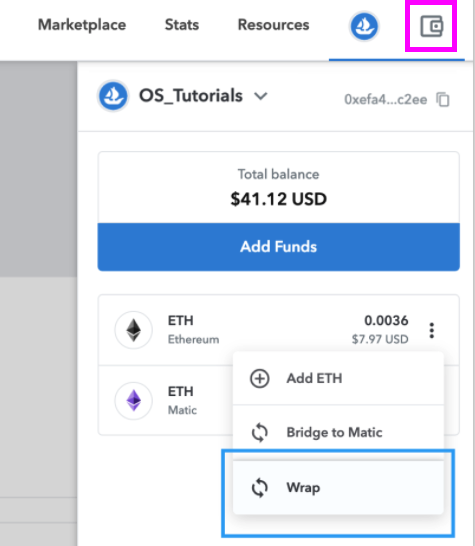 Marketplace Stats Resources
OS_Tutorials 0xefa4...c2ee
Total balance
$41.12 USD
Add Funds
ETH 0.0036
Ethereum $7.97 USD
ETH
Matic
Add ETH
Bridge to Matic
Wrap